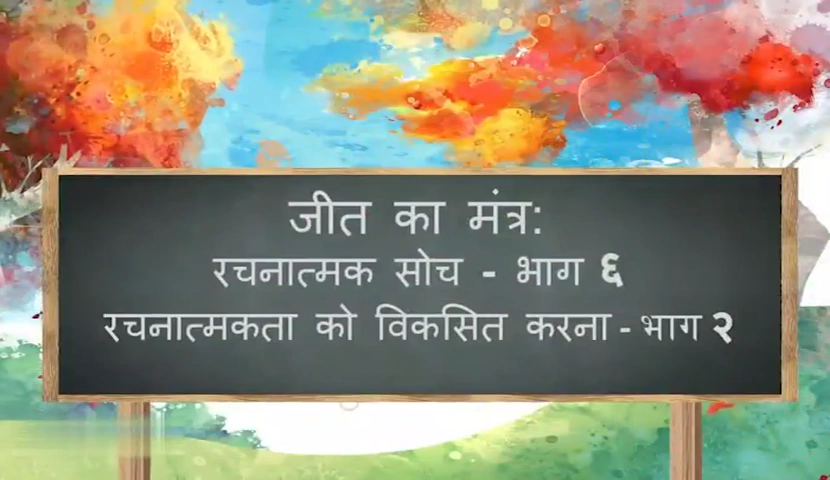 जीत का मंत्र:
रचनात्मक सोच - भाग ६
रचनात्मकता को विकसित करना - भाग २